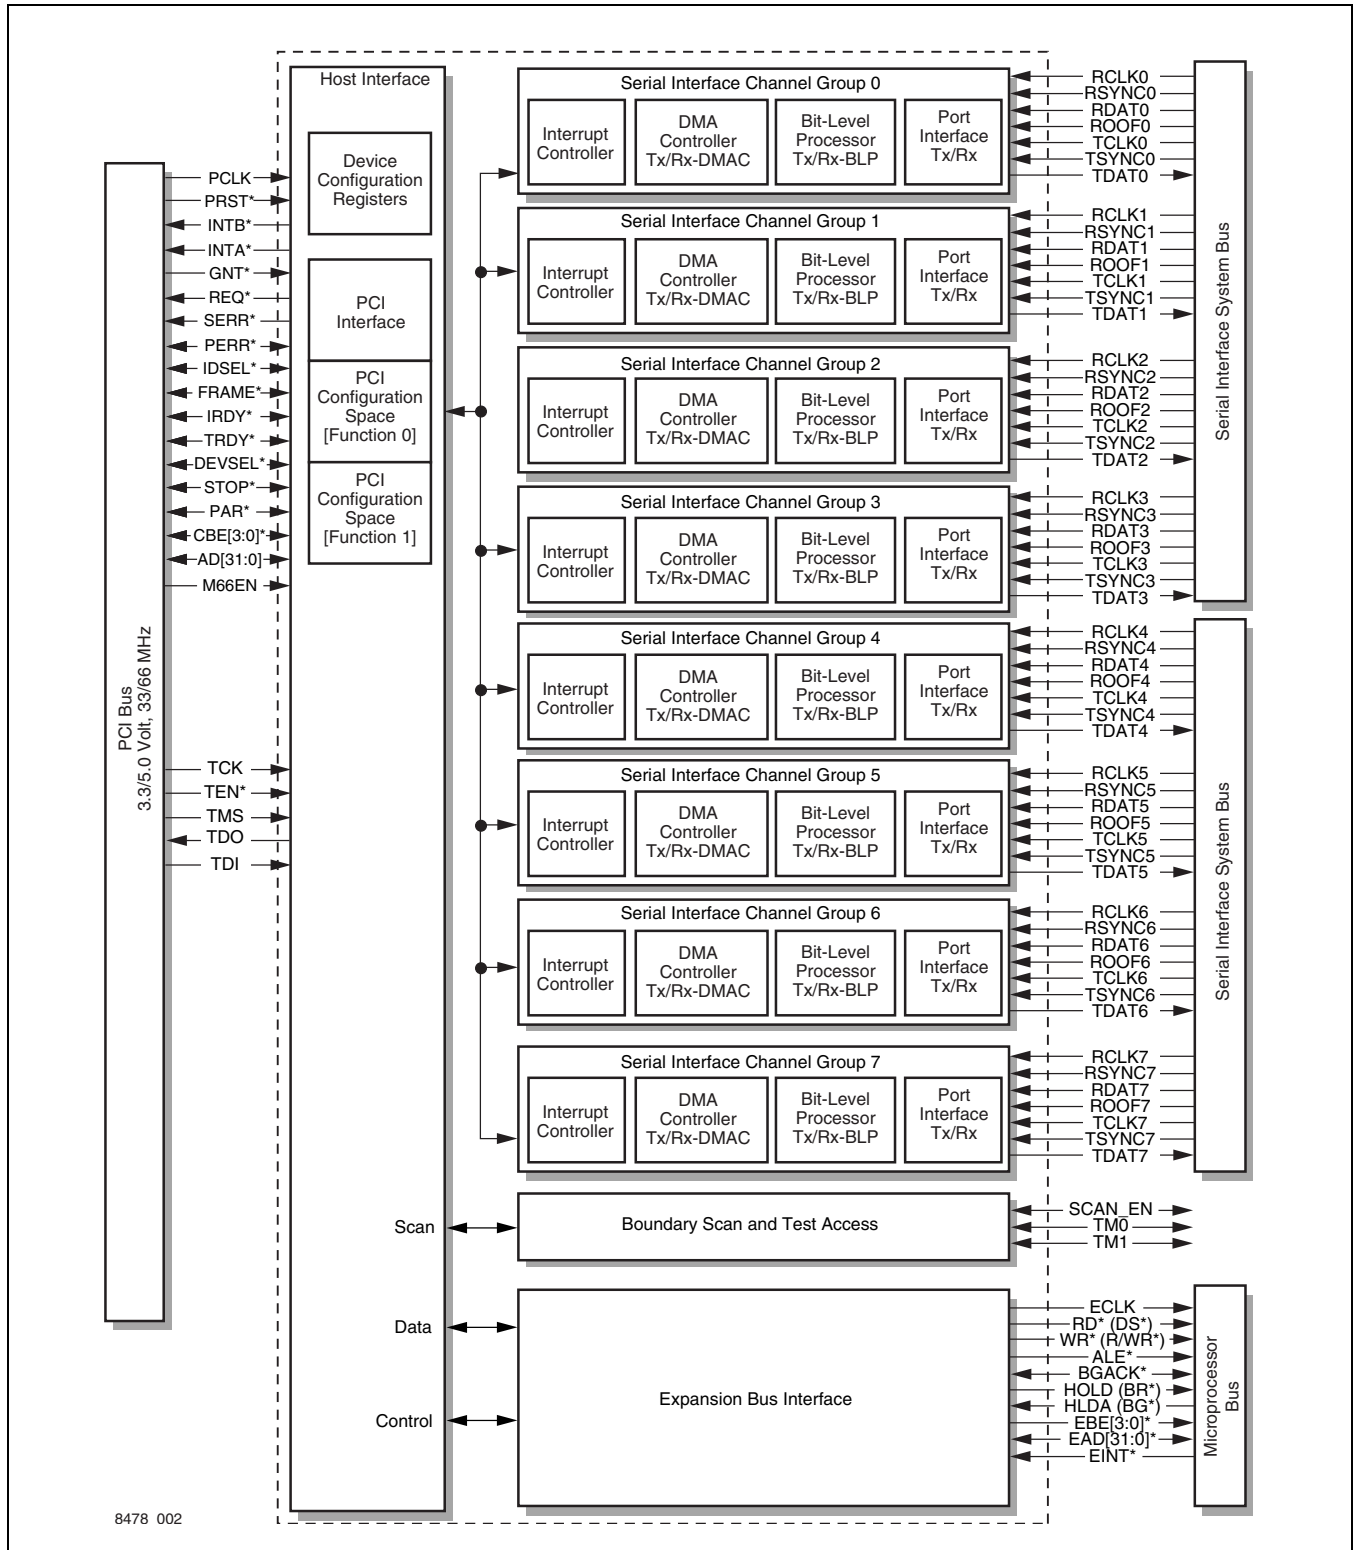 Host Interface
Device
Configuration
Registers
PCI
Interface
PCI
Configuration
Space
[Function 0]
PCI
Configuration
Space
[Function 1]
Scan
Data
Control
PCI Bus
3.3/5.0 Volt, 33/66 MHz
PCLK
PRST*
INTB*
INTA*
GNT*
REQ*
SERR*
PERR*
IDSEL*
FRAME*
IRDY*
TRDY*
DEVSEL*
STOP*
PAR*
CBE[3:0]*
AD[31:0]
M66EN
TCK
TEN*
TMS
TDO
TDI
Serial Interface Channel Group 0
Interrupt
Controller
DMA
Controller
Tx/Rx-DMAC
Bit-Level
Processor
Tx/Rx-BLP
Port
Interface
Tx/Rx
RCLK0
RSYNC0
RDAT0
ROOF0
TCLK0
TSYNC0
TDAT0
Serial Interface Channel Group 1
Interrupt
Controller
DMA
Controller
Tx/Rx-DMAC
Bit-Level
Processor
Tx/Rx-BLP
Port
Interface
Tx/Rx
RCLK1
RSYNC1
RDAT1
ROOF1
TCLK1
TSYNC1
TDAT1
Serial Interface Channel Group 2
Interrupt
Controller
DMA
Controller
Tx/Rx-DMAC
Bit-Level
Processor
Tx/Rx-BLP
Port
Interface
Tx/Rx
RCLK2
RSYNC2
RDAT2
ROOF2
TCLK2
TSYNC2
TDAT2
Serial Interface Channel Group 3
Interrupt
Controller
DMA
Controller
Tx/Rx-DMAC
Bit-Level
Processor
Tx/Rx-BLP
Port
Interface
Tx/Rx
RCLK3
RSYNC3
RDAT3
ROOF3
TCLK3
TSYNC3
TDAT3
Serial Interface System Bus
Serial Interface Channel Group 4
Interrupt
Controller
DMA
Controller
Tx/Rx-DMAC
Bit-Level
Processor
Tx/Rx-BLP
Port
Interface
Tx/Rx
RCLK4
RSYNC4
RDAT4
ROOF4
TCLK4
TSYNC4
TDAT4
Serial Interface Channel Group 5
Interrupt
Controller
DMA
Controller
Tx/Rx-DMAC
Bit-Level
Processor
Tx/Rx-BLP
Port
Interface
Tx/Rx
RCLK5
RSYNC5
RDAT5
ROOF5
TCLK5
TSYNC5
TDAT5
Serial Interface Channel Group 6
Interrupt
Controller
DMA
Controller
Tx/Rx-DMAC
Bit-Level
Processor
Tx/Rx-BLP
Port
Interface
Tx/Rx
RCLK6
RSYNC6
RDAT6
ROOF6
TCLK6
TSYNC6
TDAT6
Serial Interface Channel Group 7
Interrupt
Controller
DMA
Controller
Tx/Rx-DMAC
Bit-Level
Processor
Tx/Rx-BLP
Port
Interface
Tx/Rx
RCLK7
RSYNC7
RDAT7
ROOF7
TCLK7
TSYNC7
TDAT7
Serial Interface System Bus
Boundary Scan and Test Access
SCAN_EN
TM0
TM1
Expansion Bus Interface
ECLK
RD* (DS*)
WR* (R/WR*)
ALE*
BGACK*
HOLD (BR*)
HLDA (BG*)
EBE[3:0]*
EAD[31:0]*
EINT*
Microprocessor
Bus
8478_002